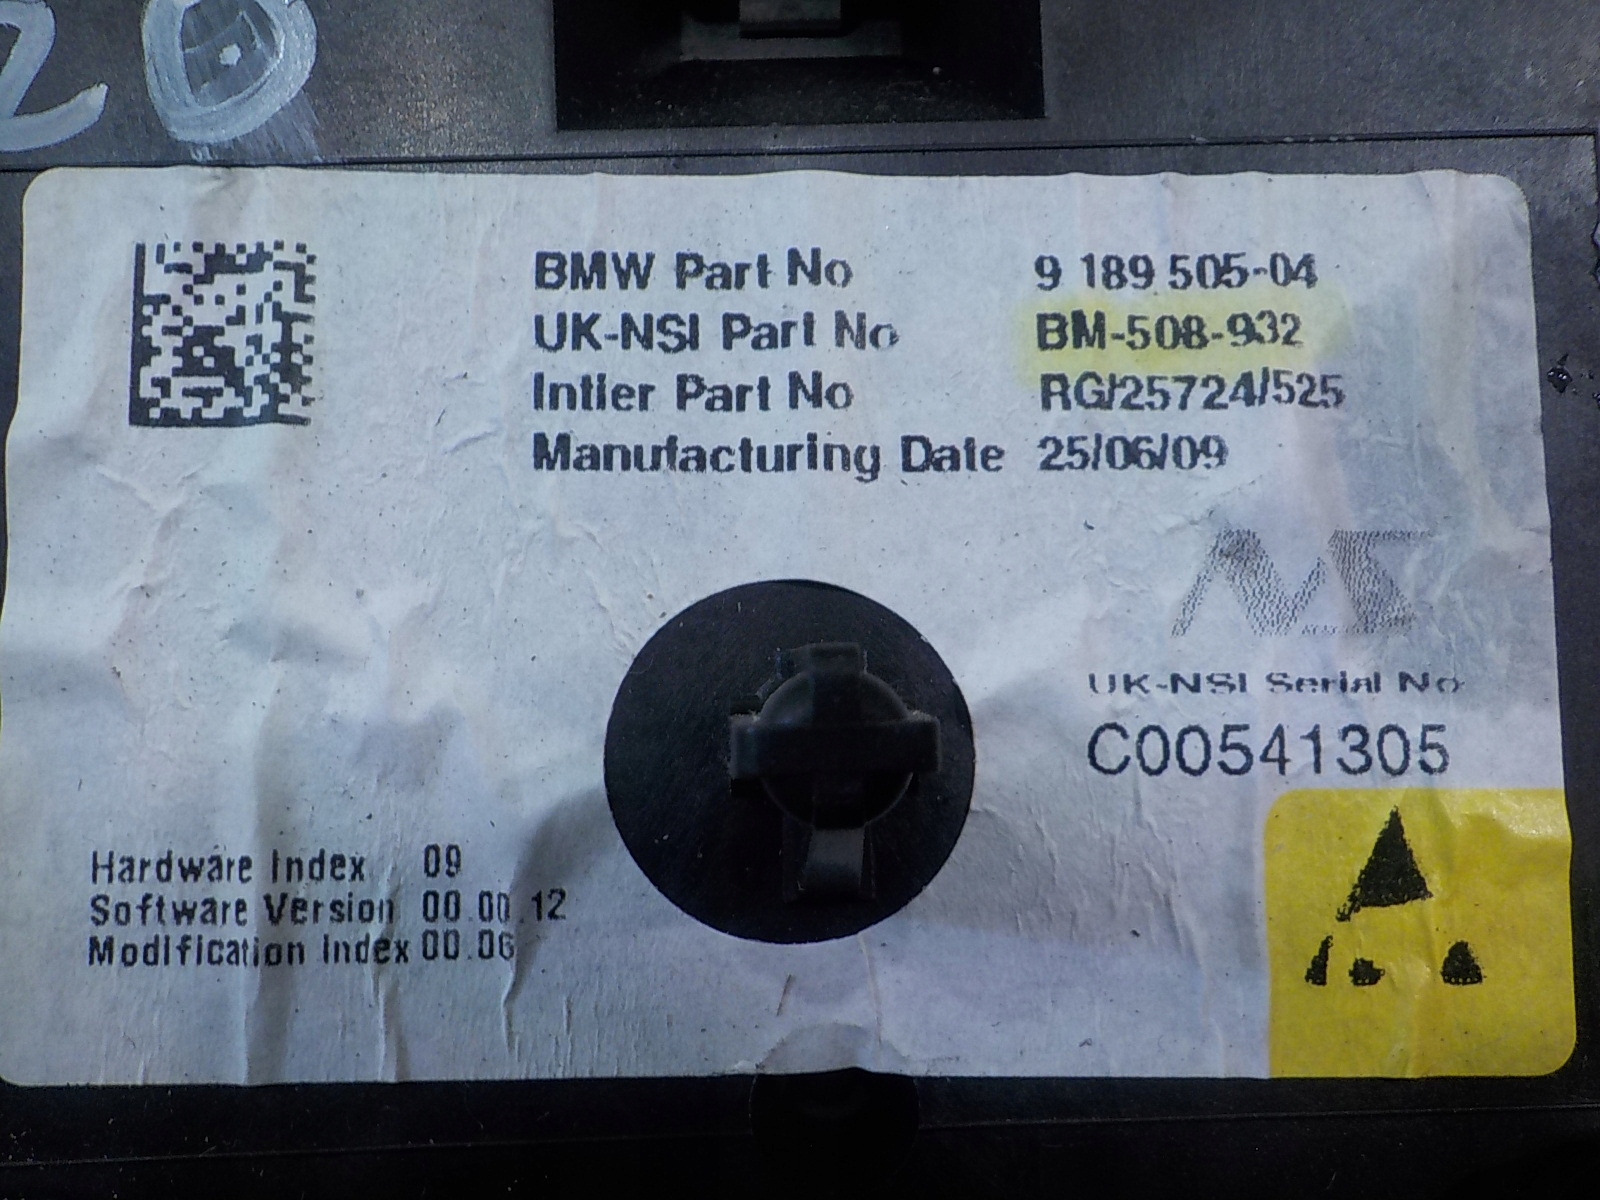 20
BMW Part No 9 189 505-04
UK-NSI Part No BM-508-932
Intier Part No RG/25724/525
Manufacturing Date 25/06/09
NS
UK-NSI Serial No
C00541305
Hardware Index 09
Software Version 00.00.12
Modification Index 00.06